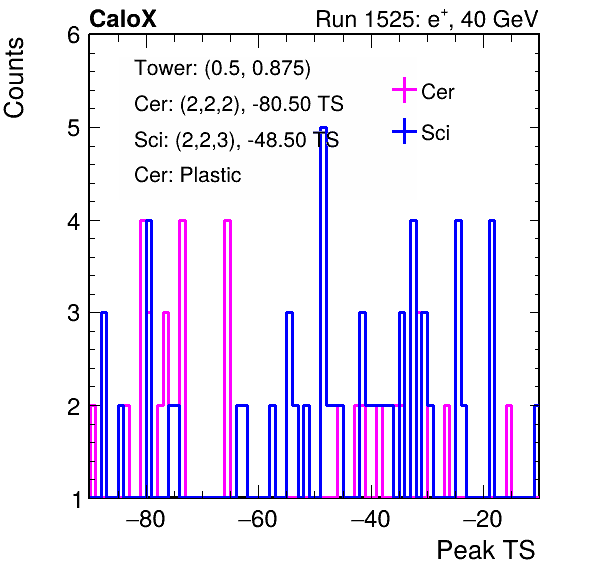 CaloX Run 1525: e⁺, 40 GeV
Counts
6
Tower: (0.5, 0.875)
Cer: (2,2,2), -80.50 TS
Sci: (2,2,3), -48.50 TS
Cer: Plastic
Cer
Sci
5
4
3
2
1
−80 −60 −40 −20
Peak TS